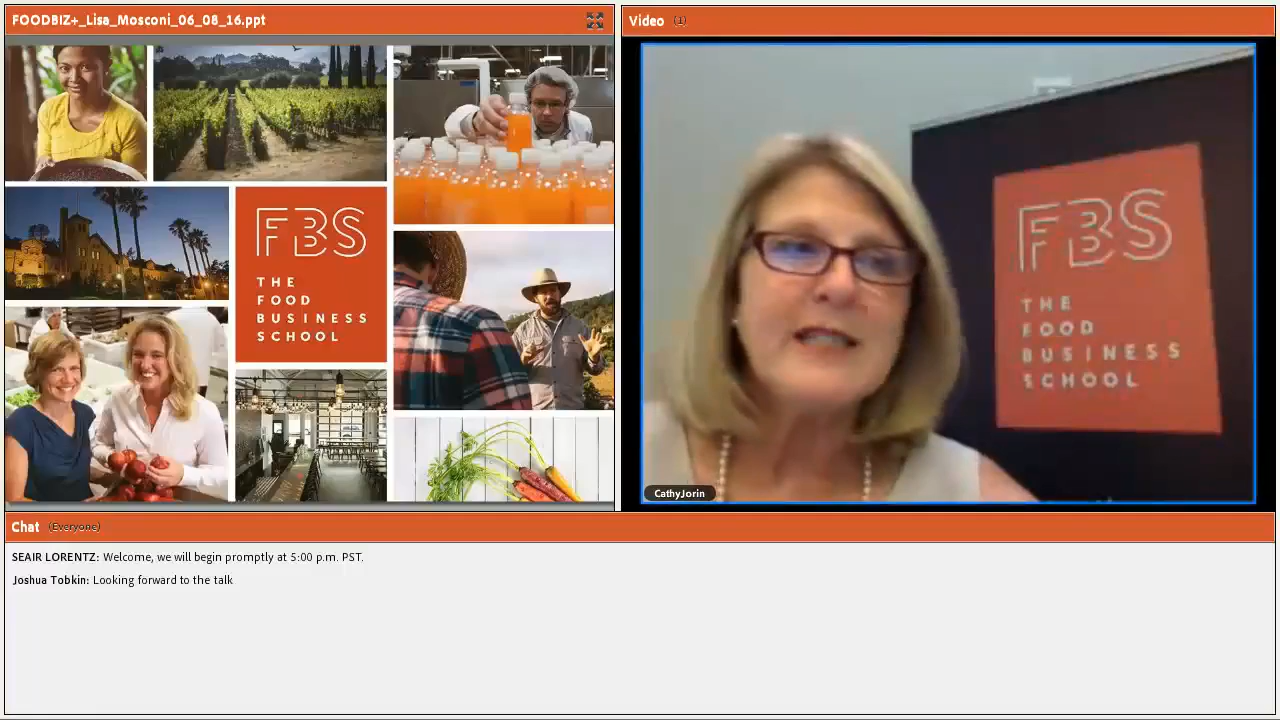 FOODBIZ+_Lisa_Mosconi_06_08_16.ppt
FBS
THE
FOOD
BUSINESS
SCHOOL
Video (1)
FBS
THE
FOOD
BUSINESS
SCHOOL
CathyJorin
Chat (Everyone)
SEAIR LORENTZ: Welcome, we will begin promptly at 5:00 p.m. PST.
Joshua Tobkin: Looking forward to the talk